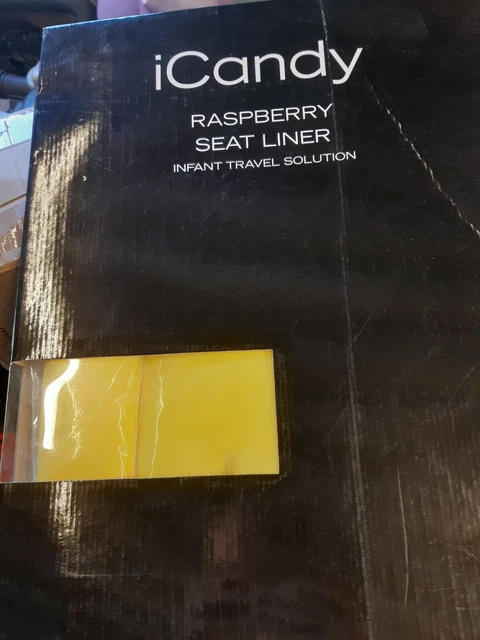 iCandy
RASPBERRY
SEAT LINER
INFANT TRAVEL SOLUTION